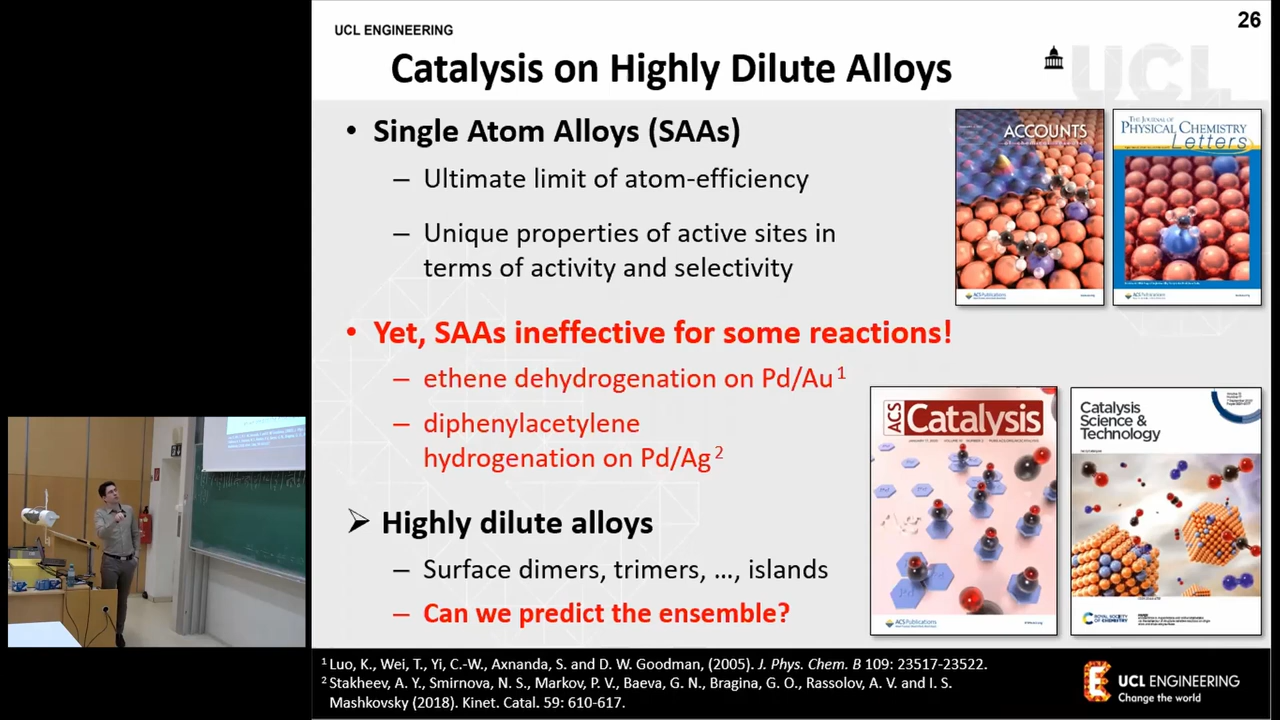 UCL ENGINEERING
26
Catalysis on Highly Dilute Alloys
UCL
• Single Atom Alloys (SAAs)
– Ultimate limit of atom-efficiency
– Unique properties of active sites in
terms of activity and selectivity
ACCOUNTS
ACS Publications
THE JOURNAL OF
PHYSICAL CHEMISTRY
Letters
ACS Publications
• Yet, SAAs ineffective for some reactions!
– ethene dehydrogenation on Pd/Au¹
– diphenylacetylene
hydrogenation on Pd/Ag²
ACS
Catalysis
ACS Publications
Catalysis
Science &
Technology
ROYAL SOCIETY
OF CHEMISTRY
➢ Highly dilute alloys
– Surface dimers, trimers, …, islands
– Can we predict the ensemble?
¹ Luo, K., Wei, T., Yi, C.-W., Axnanda, S. and D. W. Goodman, (2005). J. Phys. Chem. B 109: 23517-23522.
² Stakheev, A. Y., Smirnova, N. S., Markov, P. V., Baeva, G. N., Bragina, G. O., Rassolov, A. V. and I. S.
Mashkovsky (2018). Kinet. Catal. 59: 610-617.
UCL ENGINEERING
Change the world